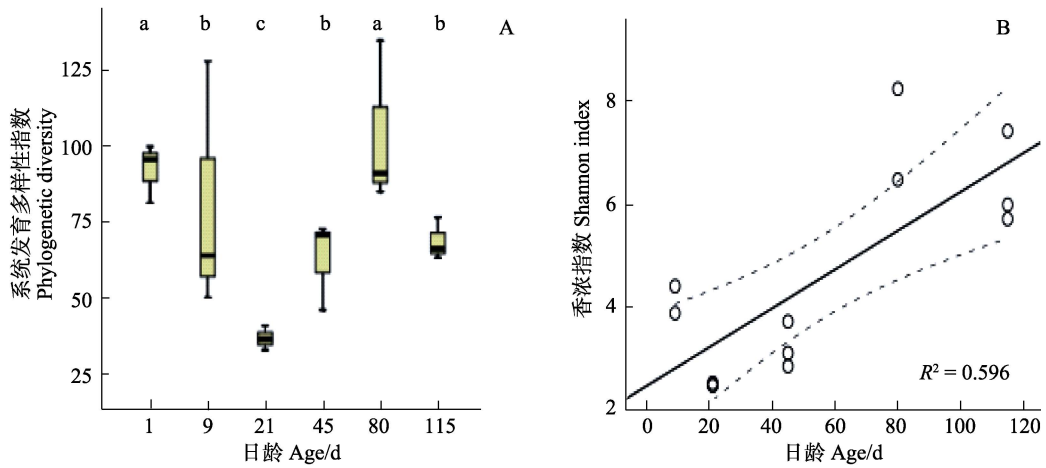 a b c b a b
A
125
100
75
50
25
系统发育多样性指数
Phylogenetic diversity
1 9 21 45 80 115
日龄 Age/d
B
8
6
4
2
香浓指数 Shannon index
R² = 0.596
0 20 40 60 80 100 120
日龄 Age/d